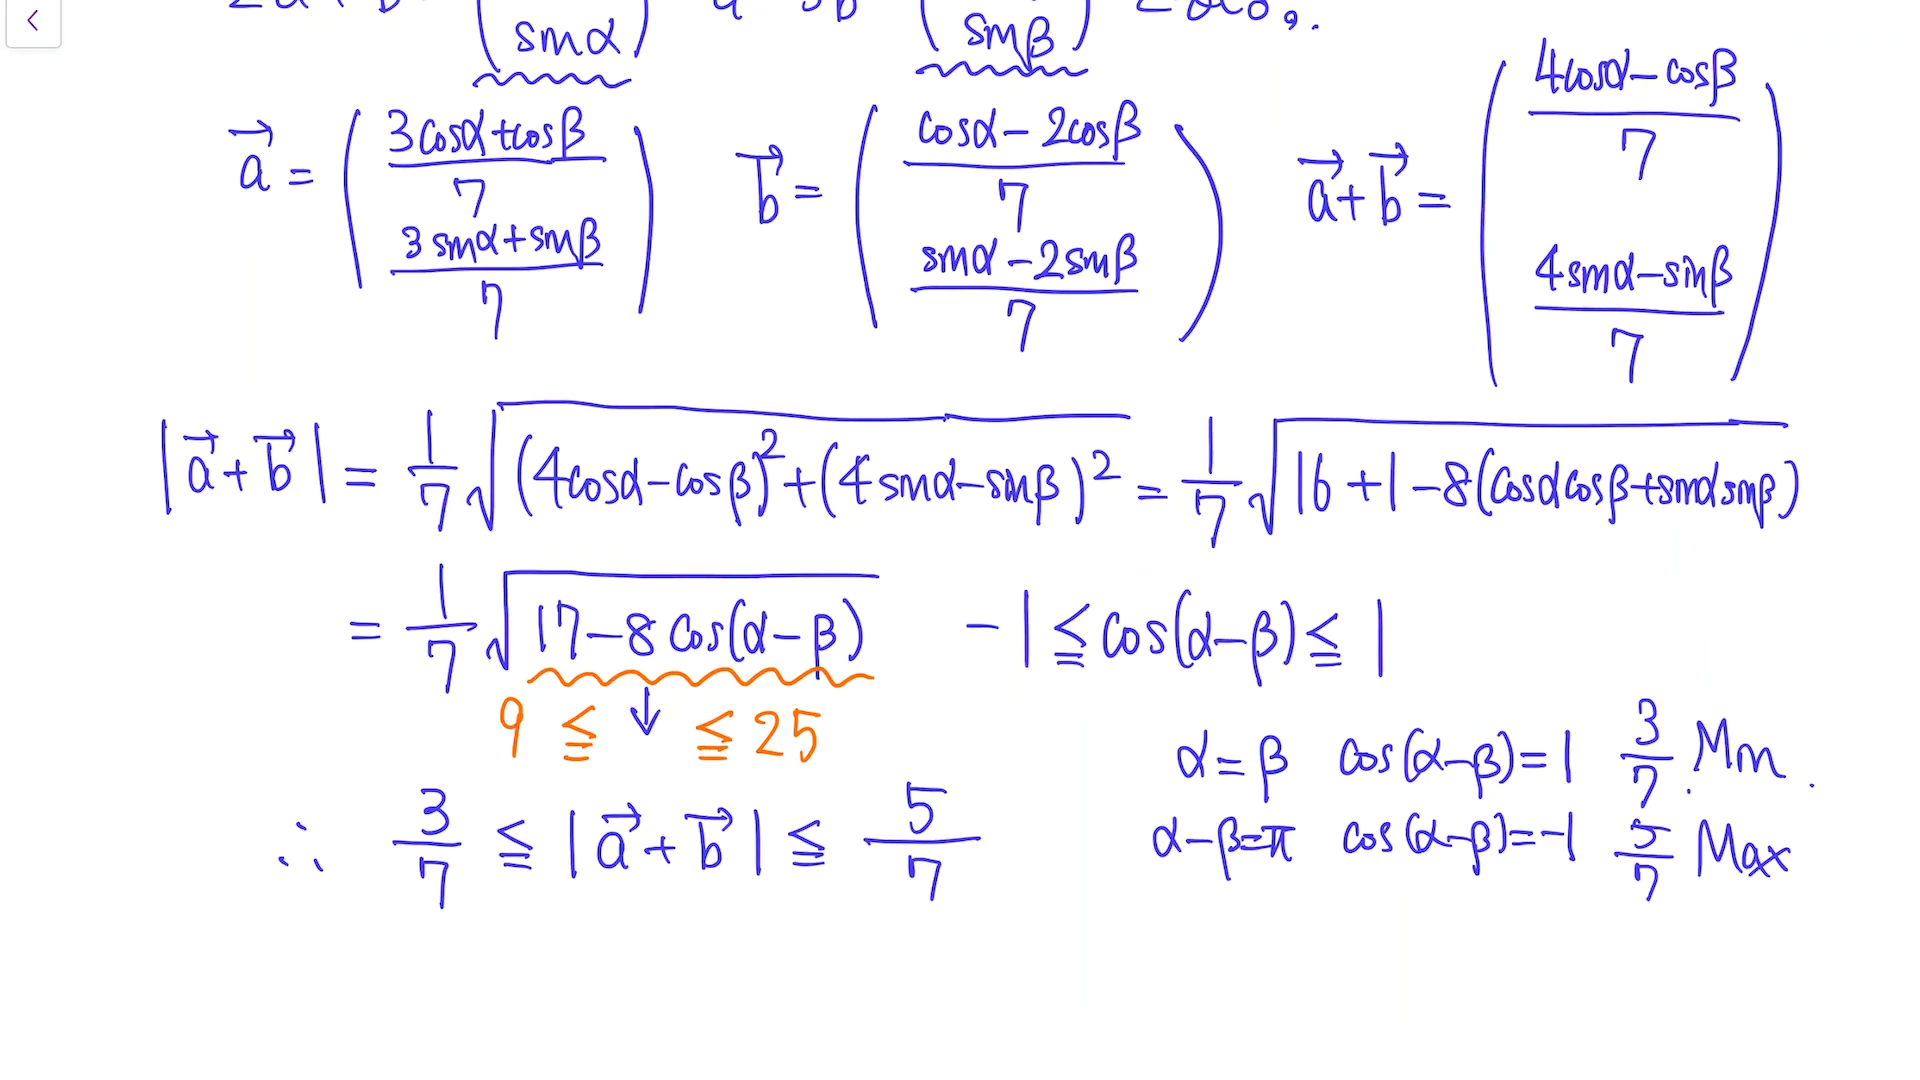 sinα sinβ
a→ = ( (3cosα+cosβ)/7 , (3sinα+sinβ)/7 ) b→ = ( (cosα−2cosβ)/7 , (sinα−2sinβ)/7 ) a→+b→ = ( (4cosα−cosβ)/7 , (4sinα−sinβ)/7 )
|a→+b→| = 1/7 √((4cosα−cosβ)²+(4sinα−sinβ)²) = 1/7 √(16+1−8(cosαcosβ+sinαsinβ))
= 1/7 √(17−8cos(α−β)) −1 ≦ cos(α−β) ≦ 1
9 ≦ ↓ ≦ 25
α=β cos(α−β)=1 3/7 Min.
α−β=π cos(α−β)=−1 5/7 Max
∴ 3/7 ≦ |a→+b→| ≦ 5/7